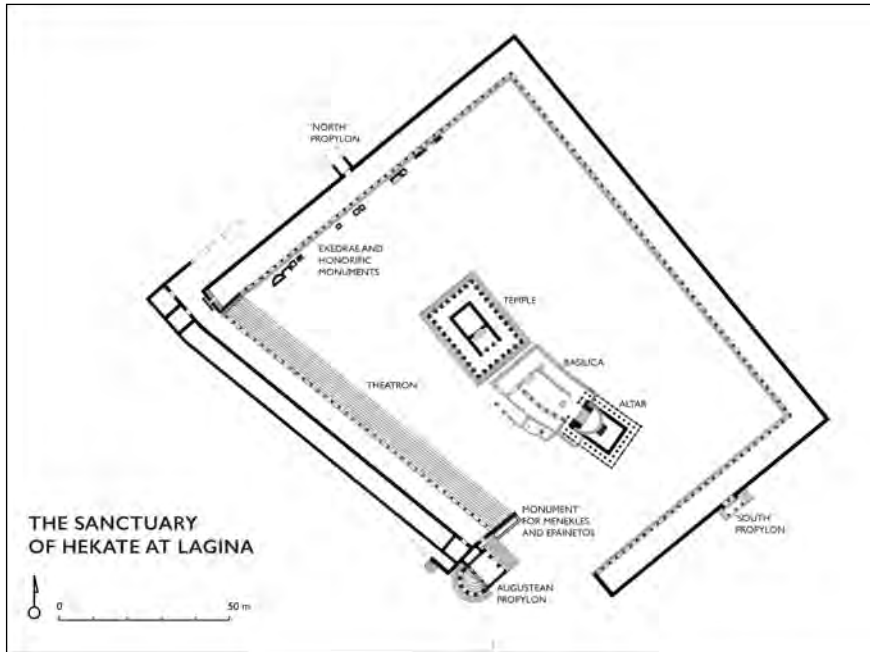 'NORTH'
PROPYLON
EXEDRAE AND
HONORIFIC
MONUMENTS
TEMPLE
BASILICA
THEATRON
ALTAR
MONUMENT
FOR MENEKLES
AND EPAINETOS
'SOUTH'
PROPYLON
AUGUSTEAN
PROPYLON
THE SANCTUARY
OF HEKATE AT LAGINA
0 50 m